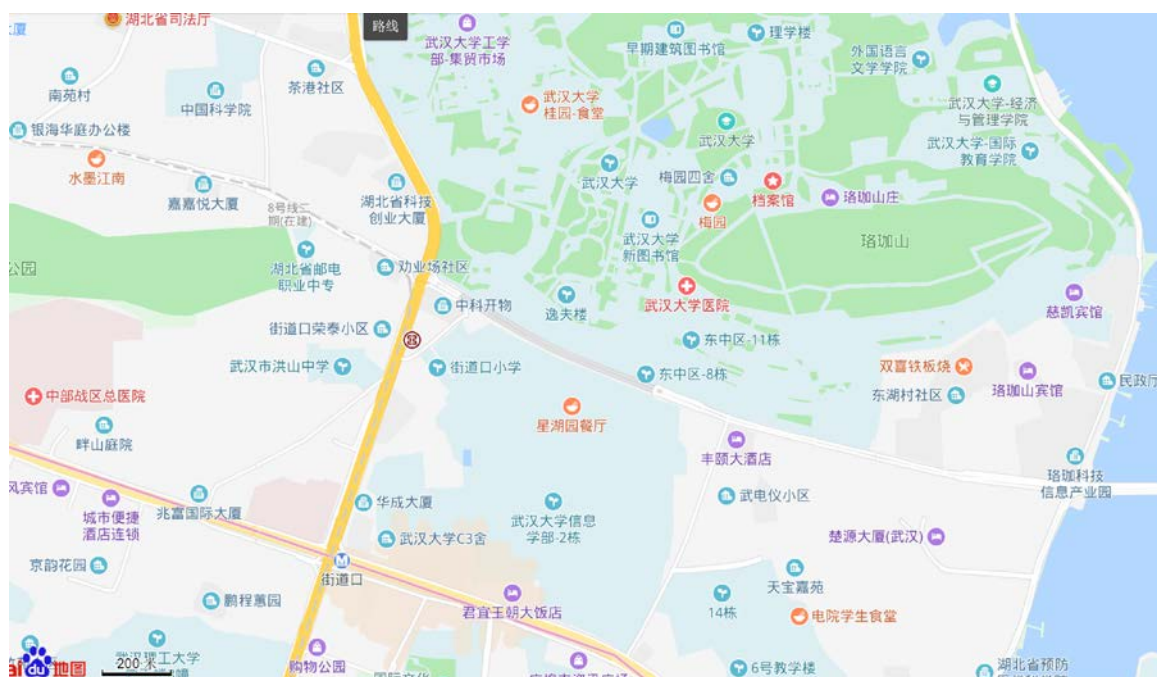 湖北省司法厅
路线
武汉大学工学
部-集贸市场
早期建筑图书馆
理学楼
外国语言
文学学院
大厦
南苑村
中国科学院
茶港社区
武汉大学
桂园-食堂
武汉大学-经济
与管理学院
银海华庭办公楼
武汉大学
武汉大学-国际
教育学院
水墨江南
嘉嘉悦大厦
8号线二
期(在建)
湖北省科技
创业大厦
武汉大学
梅园四舍
档案馆
珞珈山庄
梅园
武汉大学
新图书馆
珞珈山
公园
湖北省邮电
职业中专
劝业场社区
中科开物
逸夫楼
武汉大学医院
慈凯宾馆
街道口荣泰小区
东中区-11栋
武汉市洪山中学
街道口小学
东中区-8栋
双喜铁板烧
珞珈山宾馆
民政厅
中部战区总医院
东湖村社区
星湖园餐厅
畔山庭院
丰颐大酒店
珞珈科技
信息产业园
风宾馆
城市便捷
酒店连锁
兆富国际大厦
华成大厦
武汉大学信息
学部-2栋
武电仪小区
武汉大学C3舍
楚源大厦(武汉)
京韵花园
街道口
天宝嘉苑
鹏程蕙园
君宜王朝大饭店
14栋
电院学生食堂
武汉理工大学
购物公园
6号教学楼
湖北省预防
Bai du 地图
200 米